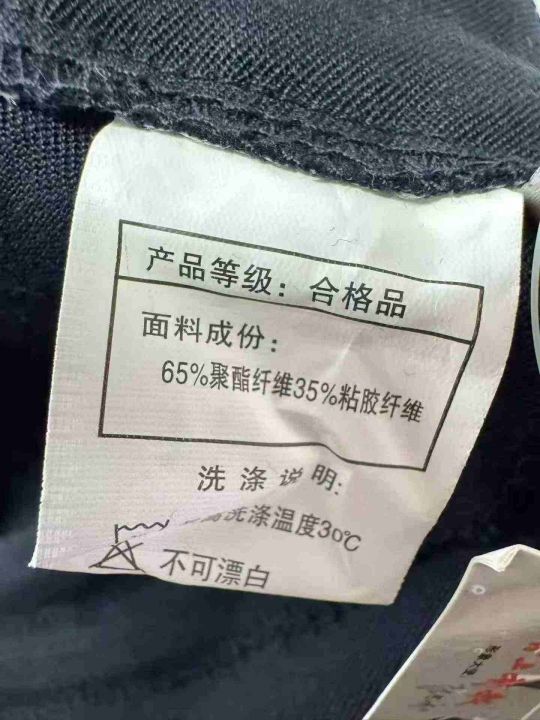 产品等级：合格品
面料成份：
65%聚酯纤维35%粘胶纤维
洗涤说明：
洗涤温度30℃
不可漂白